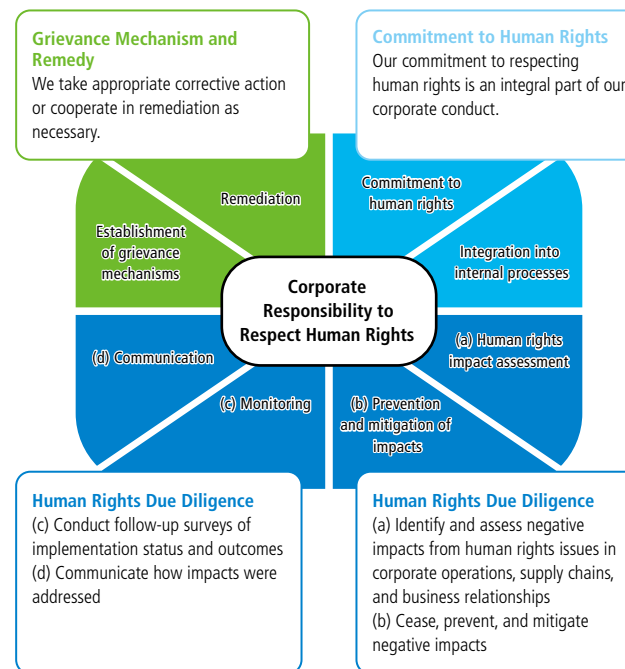 Grievance Mechanism and
Remedy
We take appropriate corrective action
or cooperate in remediation as
necessary.
Commitment to Human Rights
Our commitment to respecting
human rights is an integral part of our
corporate conduct.
Remediation
Commitment to
human rights
Establishment
of grievance
mechanisms
Integration into
internal processes
Corporate
Responsibility to
Respect Human Rights
(d) Communication
(a) Human rights
impact assessment
(c) Monitoring
(b) Prevention
and mitigation of
impacts
Human Rights Due Diligence
(c) Conduct follow-up surveys of
implementation status and outcomes
(d) Communicate how impacts were
addressed
Human Rights Due Diligence
(a) Identify and assess negative
impacts from human rights issues in
corporate operations, supply chains,
and business relationships
(b) Cease, prevent, and mitigate
negative impacts